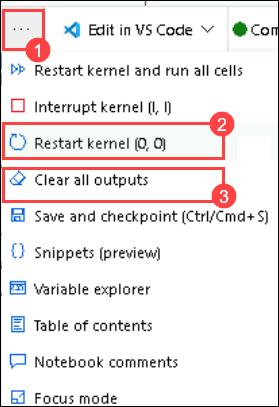 ...
1
Edit in VS Code
Com
Restart kernel and run all cells
Interrupt kernel (I, I)
2
Restart kernel (0, 0)
Clear all outputs
3
Save and checkpoint (Ctrl/Cmd+S)
Snippets (preview)
Variable explorer
Table of contents
Notebook comments
Focus mode